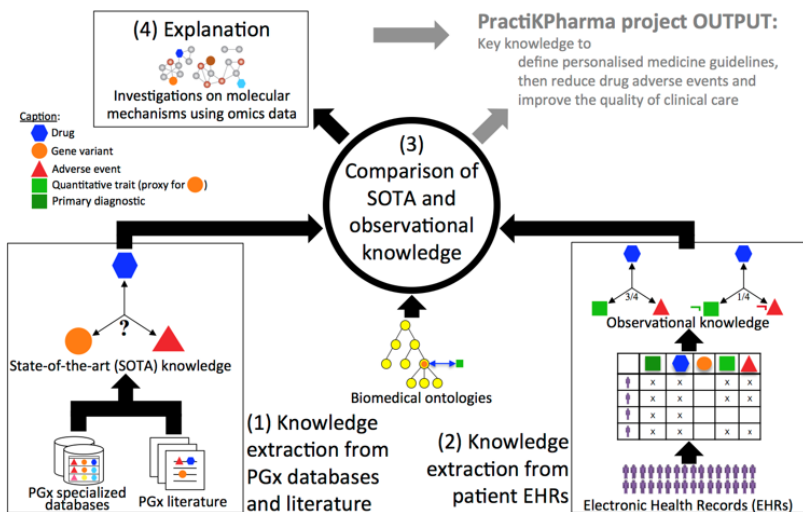 (4) Explanation
Investigations on molecular
mechanisms using omics data
PractiKPharma project OUTPUT:
Key knowledge to
define personalised medicine guidelines,
then reduce drug adverse events and
improve the quality of clinical care
Caption:
Drug
Gene variant
Adverse event
Quantitative trait (proxy for )
Primary diagnostic
(3)
Comparison of
SOTA and
observational
knowledge
?
State-of-the-art (SOTA) knowledge
PGx specialized
databases
PGx literature
(1) Knowledge
extraction from
PGx databases
and literature
Biomedical ontologies
(2) Knowledge
extraction from
patient EHRs
3/4
¬ 1/4 ¬
Observational knowledge
x x x x
x x x
x x
x x x x
Electronic Health Records (EHRs)